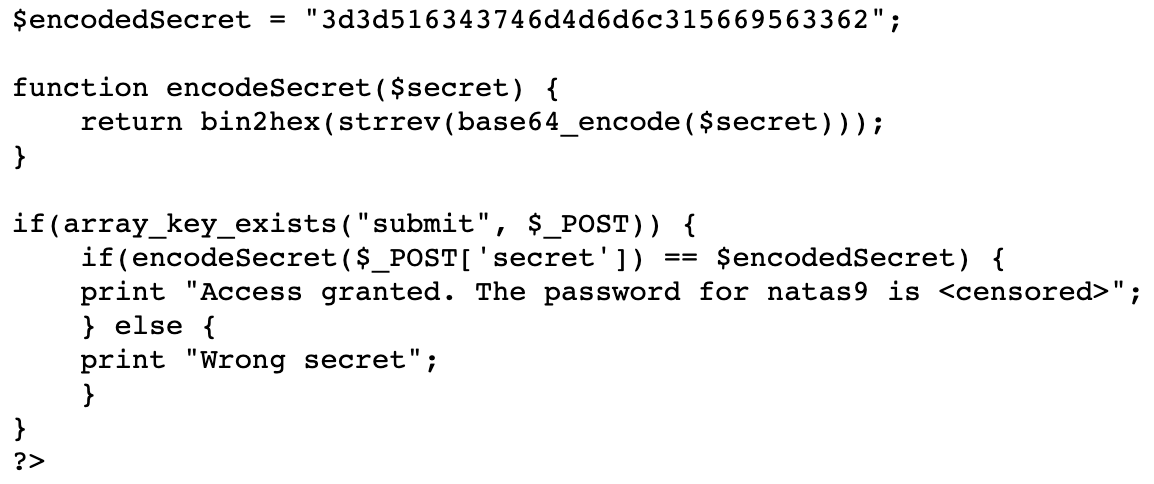 $encodedSecret = "3d3d516343746d4d6d6c315669563362";
function encodeSecret($secret) {
return bin2hex(strrev(base64_encode($secret)));
}
if(array_key_exists("submit", $_POST)) {
if(encodeSecret($_POST['secret']) == $encodedSecret) {
print "Access granted. The password for natas9 is <censored>";
} else {
print "Wrong secret";
}
}
?>